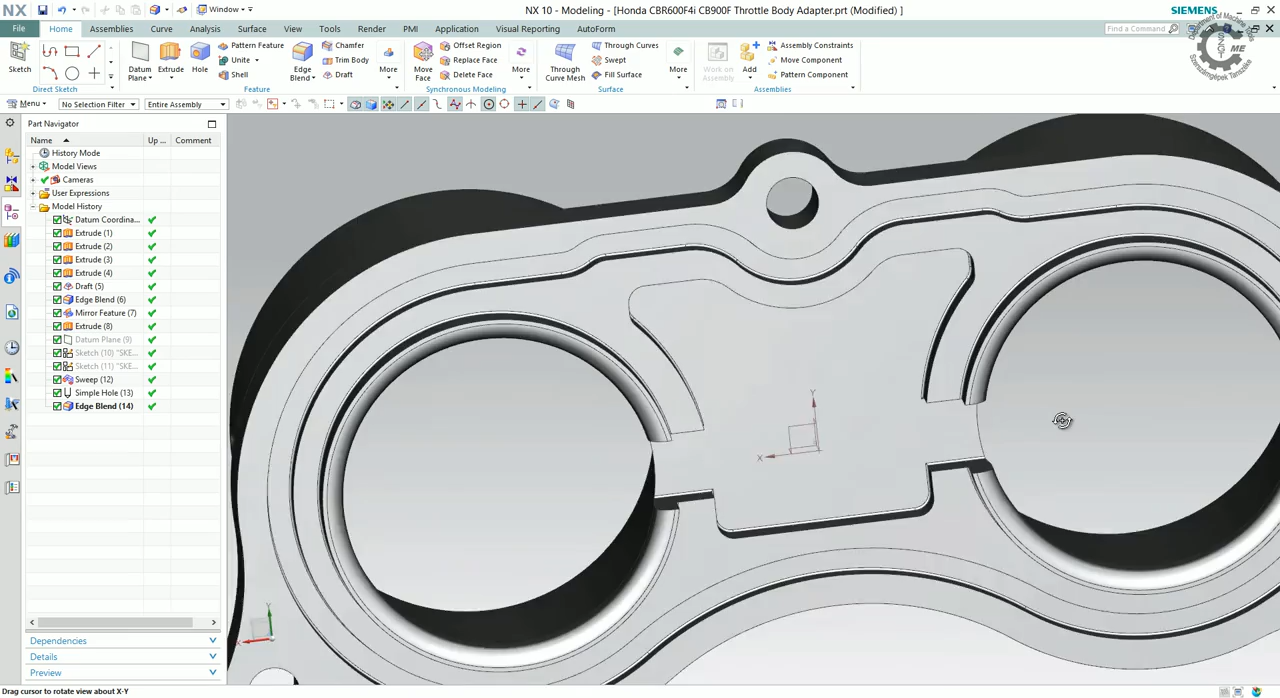 NX
Window
NX 10 - Modeling - [Honda CBR600F4i CB900F Throttle Body Adapter.prt (Modified) ]
SIEMENS
File
Home
Assemblies
Curve
Analysis
Surface
View
Tools
Render
PMI
Application
Visual Reporting
AutoForm
Find a Command
Sketch
Direct Sketch
Datum Plane
Extrude
Hole
Pattern Feature
Unite
Shell
Edge Blend
Chamfer
Trim Body
Draft
More
Feature
Move Face
Offset Region
Replace Face
Delete Face
More
Synchronous Modeling
Through Curve Mesh
Through Curves
Swept
Fill Surface
More
Surface
Work on Assembly
Add
Assembly Constraints
Move Component
Pattern Component
Assemblies
ME
Menu
No Selection Filter
Entire Assembly
Part Navigator
Name
Up ...
Comment
History Mode
Model Views
Cameras
User Expressions
Model History
Datum Coordina...
Extrude (1)
Extrude (2)
Extrude (3)
Extrude (4)
Draft (5)
Edge Blend (6)
Mirror Feature (7)
Extrude (8)
Datum Plane (9)
Sketch (10) "SKE...
Sketch (11) "SKE...
Sweep (12)
Simple Hole (13)
Edge Blend (14)
Y
X
Y
Dependencies
Details
Preview
Drag cursor to rotate view about X-Y